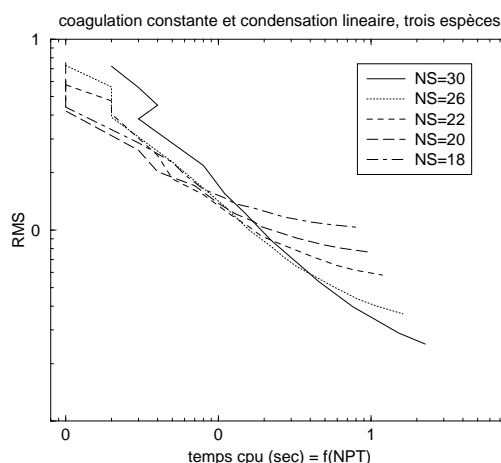 coagulation constante et condensation lineaire, trois espèces
1
NS=30
NS=26
NS=22
NS=20
NS=18
RMS
0
0
0
1
temps cpu (sec) = f(NPT)